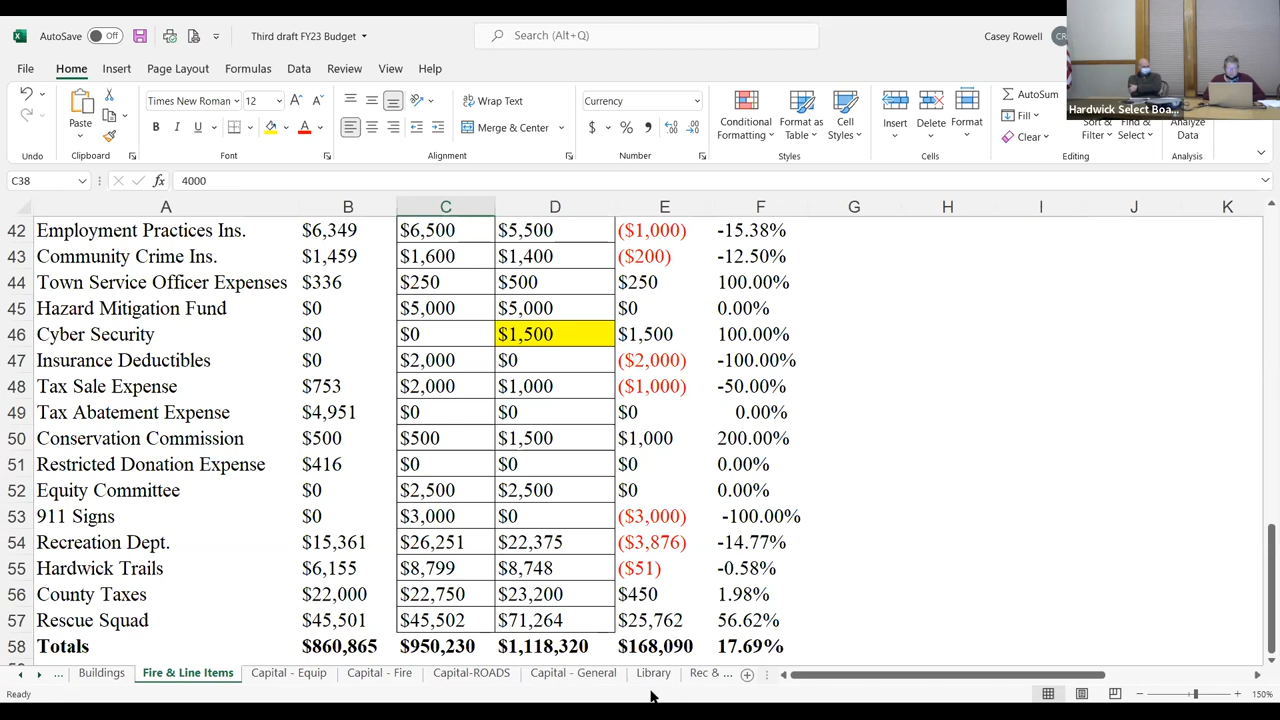 AutoSave Off Third draft FY23 Budget Search (Alt+Q) Casey Rowell CR
File Home Insert Page Layout Formulas Data Review View Help
Hardwick Select Boa...
Paste Times New Roman 12 A A Wrap Text Currency Conditional Formatting Format as Table Cell Styles Insert Delete Format AutoSum Sort & Filter Find & Select Analyze Data
B I U A Merge & Center $ % Fill
Clear
Undo Clipboard Font Alignment Number Styles Cells Editing Analysis
C38 fx 4000
A B C D E F G H I J K
42 Employment Practices Ins. $6,349 $6,500 $5,500 ($1,000) -15.38%
43 Community Crime Ins. $1,459 $1,600 $1,400 ($200) -12.50%
44 Town Service Officer Expenses $336 $250 $500 $250 100.00%
45 Hazard Mitigation Fund $0 $5,000 $5,000 $0 0.00%
46 Cyber Security $0 $0 $1,500 $1,500 100.00%
47 Insurance Deductibles $0 $2,000 $0 ($2,000) -100.00%
48 Tax Sale Expense $753 $2,000 $1,000 ($1,000) -50.00%
49 Tax Abatement Expense $4,951 $0 $0 $0 0.00%
50 Conservation Commission $500 $500 $1,500 $1,000 200.00%
51 Restricted Donation Expense $416 $0 $0 $0 0.00%
52 Equity Committee $0 $2,500 $2,500 $0 0.00%
53 911 Signs $0 $3,000 $0 ($3,000) -100.00%
54 Recreation Dept. $15,361 $26,251 $22,375 ($3,876) -14.77%
55 Hardwick Trails $6,155 $8,799 $8,748 ($51) -0.58%
56 County Taxes $22,000 $22,750 $23,200 $450 1.98%
57 Rescue Squad $45,501 $45,502 $71,264 $25,762 56.62%
58 Totals $860,865 $950,230 $1,118,320 $168,090 17.69%
... Buildings Fire & Line Items Capital - Equip Capital - Fire Capital-ROADS Capital - General Library Rec & ...
Ready 150%